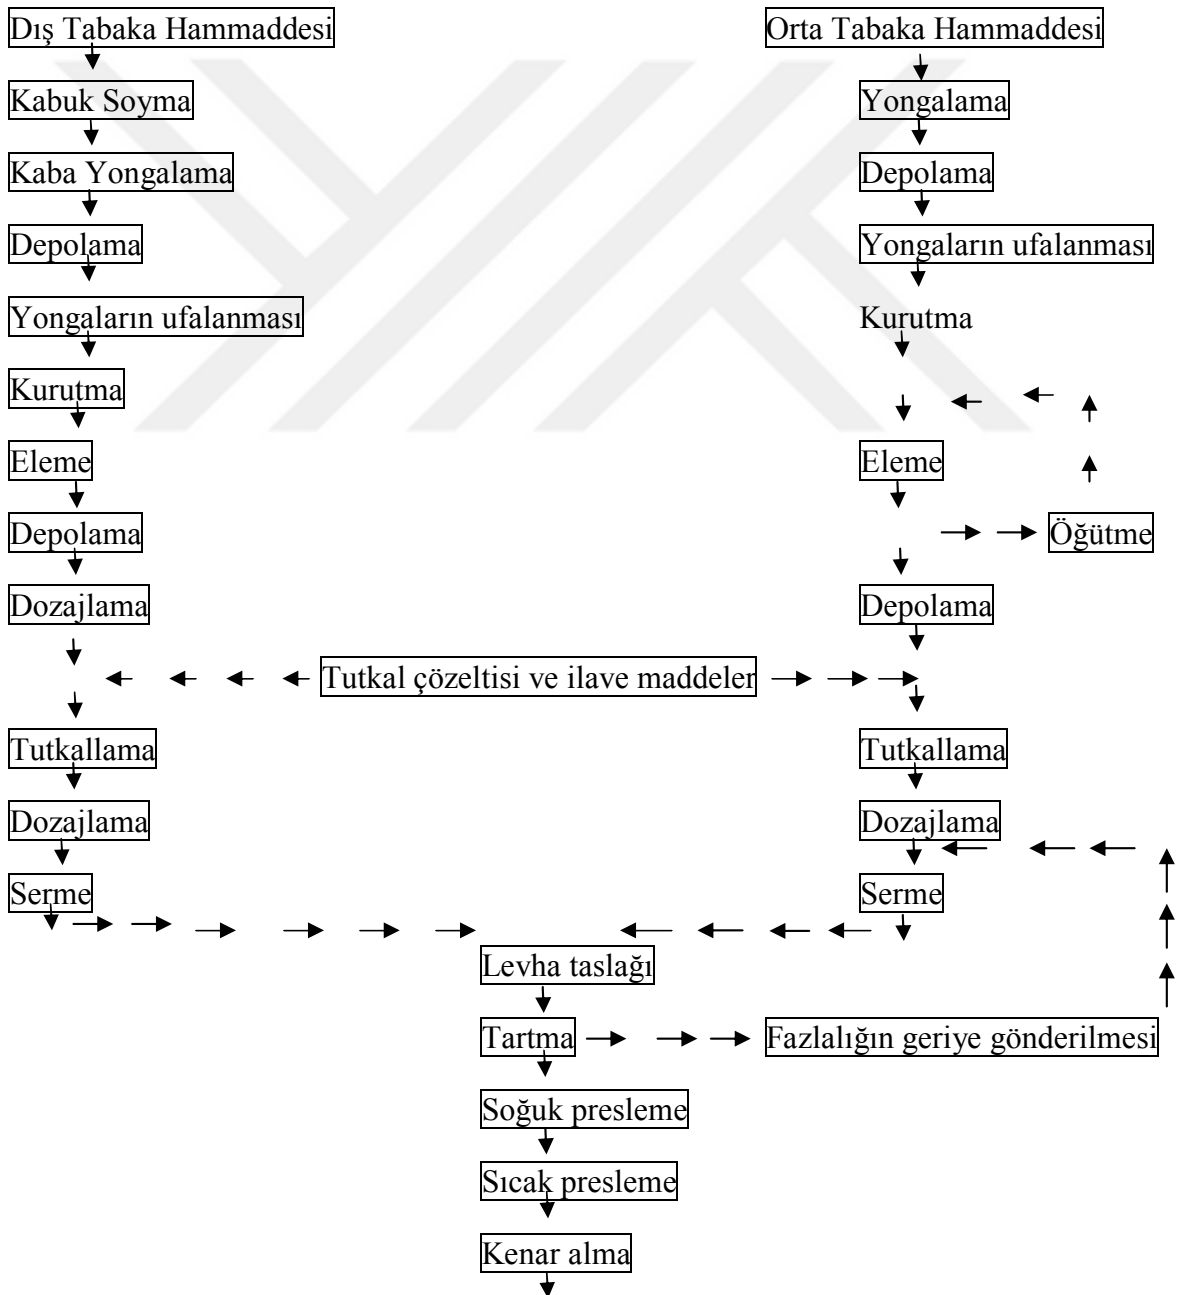 Dış Tabaka Hammaddesi
Orta Tabaka Hammaddesi
Kabuk Soyma
Yongalama
Kaba Yongalama
Depolama
Depolama
Yongaların ufalanması
Yongaların ufalanması
Kurutma
Kurutma
Eleme
Eleme
Depolama
Öğütme
Dozajlama
Depolama
Tutkal çözeltisi ve ilave maddeler
Tutkallama
Tutkallama
Dozajlama
Dozajlama
Serme
Serme
Levha taslağı
Tartma
Fazlalığın geriye gönderilmesi
Soğuk presleme
Sıcak presleme
Kenar alma